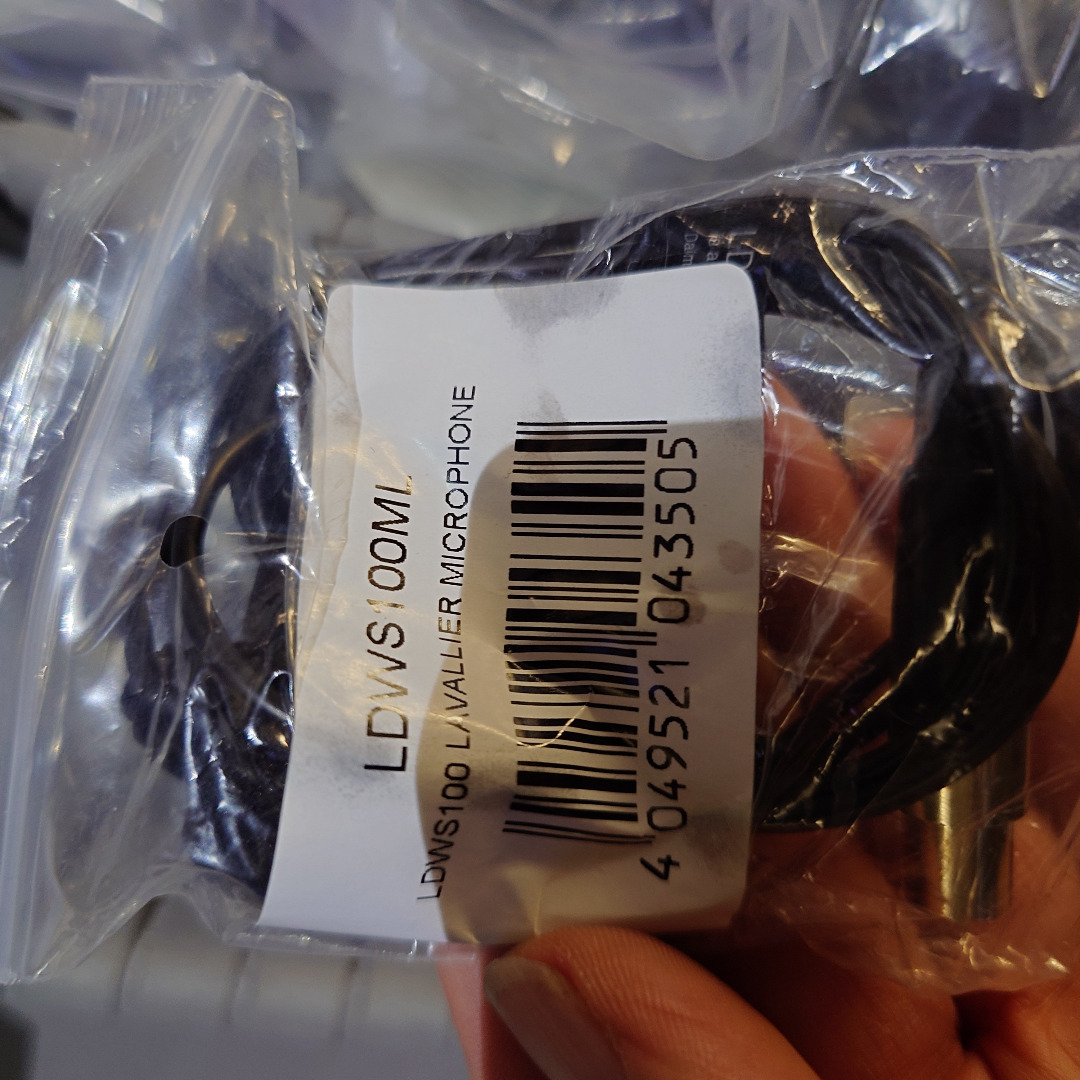 LDWS100ML
LDWS100 LAVALLIER MICROPHONE
4 049521 043505